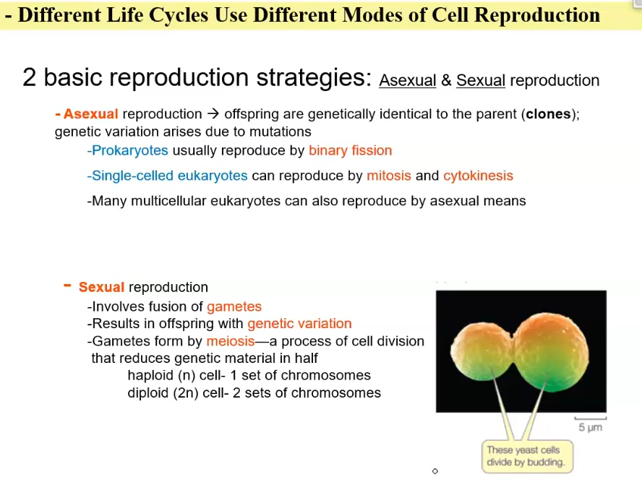 - Different Life Cycles Use Different Modes of Cell Reproduction
2 basic reproduction strategies: Asexual & Sexual reproduction
- Asexual reproduction → offspring are genetically identical to the parent (clones);
genetic variation arises due to mutations
-Prokaryotes usually reproduce by binary fission
-Single-celled eukaryotes can reproduce by mitosis and cytokinesis
-Many multicellular eukaryotes can also reproduce by asexual means
- Sexual reproduction
-Involves fusion of gametes
-Results in offspring with genetic variation
-Gametes form by meiosis—a process of cell division
that reduces genetic material in half
haploid (n) cell- 1 set of chromosomes
diploid (2n) cell- 2 sets of chromosomes
5 µm
These yeast cells
divide by budding.